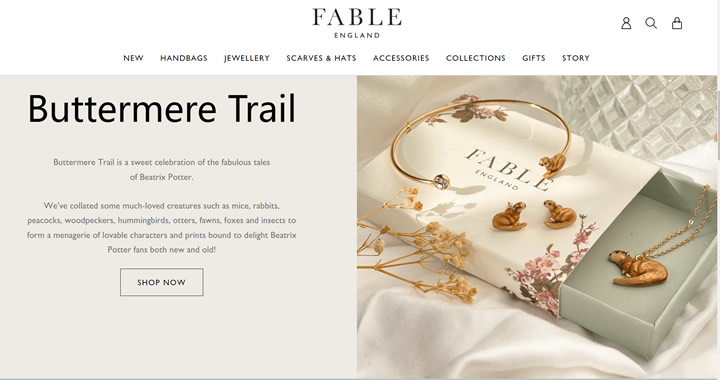 FABLE
ENGLAND
NEW HANDBAGS JEWELLERY SCARVES & HATS ACCESSORIES COLLECTIONS GIFTS STORY
Buttermere Trail
Buttermere Trail is a sweet celebration of the fabulous tales
of Beatrix Potter.
We've collated some much-loved creatures such as mice, rabbits,
peacocks, woodpeckers, hummingbirds, otters, fawns, foxes and insects to
form a menagerie of lovable characters and prints bound to delight Beatrix
Potter fans both new and old!
SHOP NOW
FABLE
ENGLAND